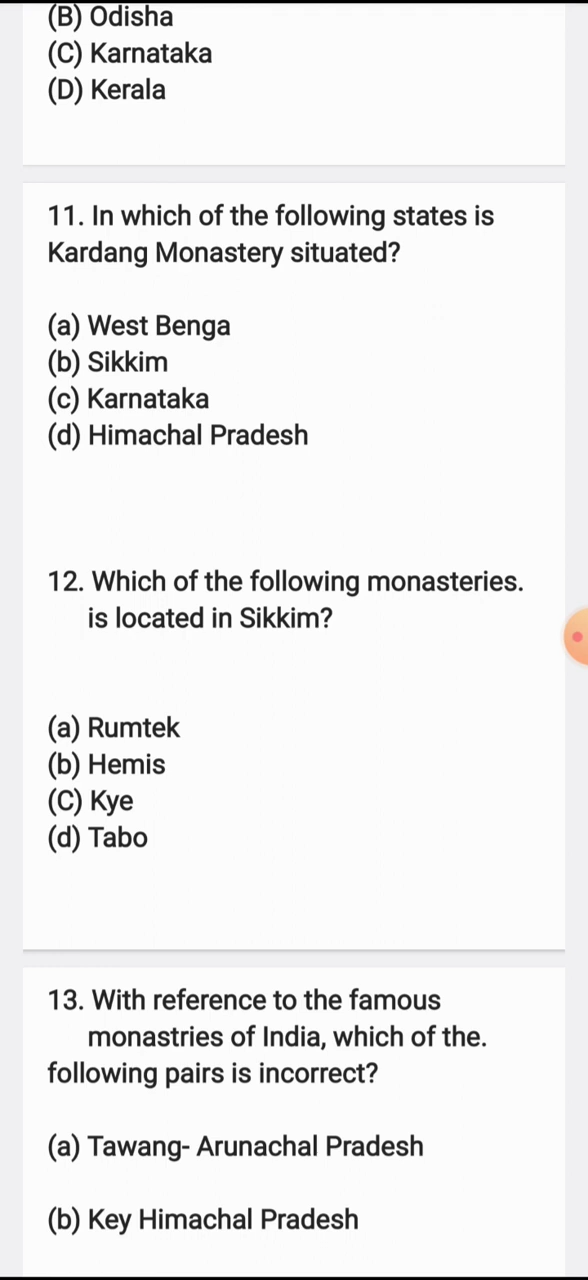 (B) Odisha
(C) Karnataka
(D) Kerala
11. In which of the following states is
Kardang Monastery situated?
(a) West Benga
(b) Sikkim
(c) Karnataka
(d) Himachal Pradesh
12. Which of the following monasteries.
is located in Sikkim?
(a) Rumtek
(b) Hemis
(C) Kye
(d) Tabo
13. With reference to the famous
monastries of India, which of the.
following pairs is incorrect?
(a) Tawang- Arunachal Pradesh
(b) Key Himachal Pradesh